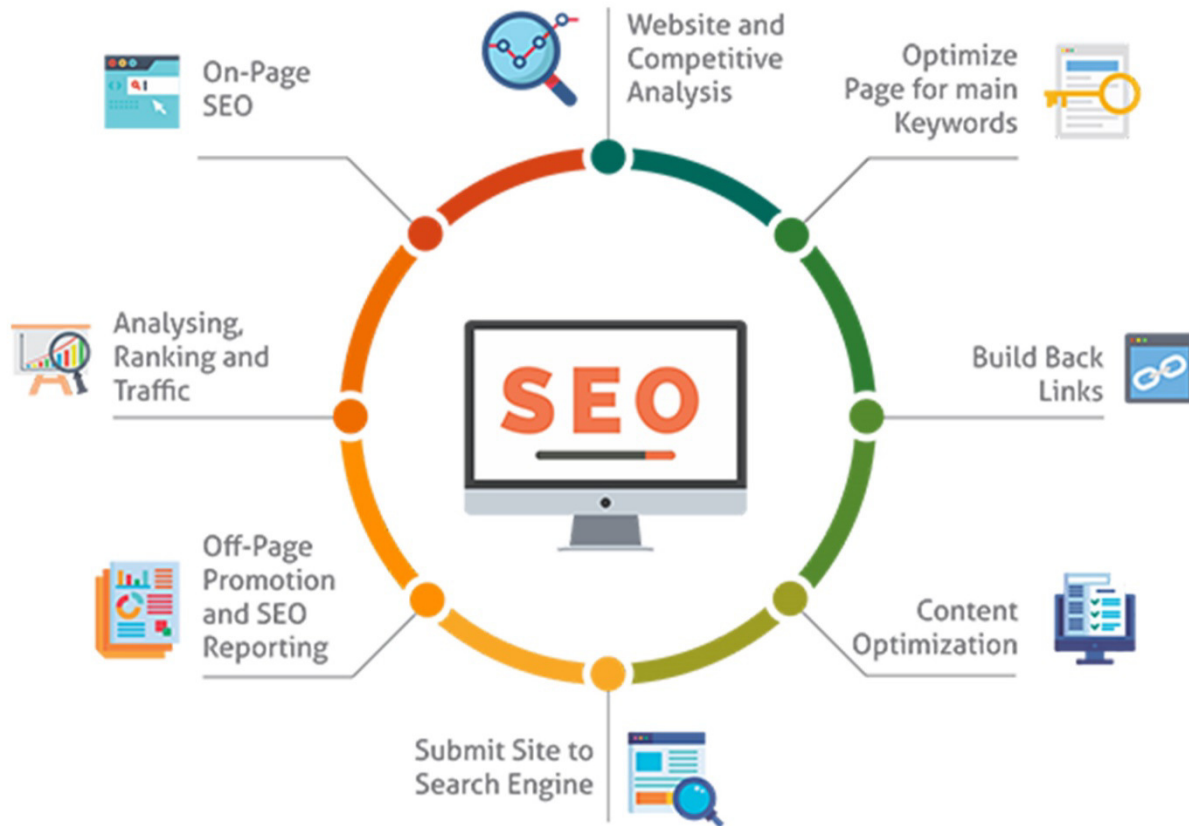 Website and
Competitive
Analysis
Optimize
Page for main
Keywords
Build Back
Links
Content
Optimization
Submit Site to
Search Engine
Off-Page
Promotion
and SEO
Reporting
Analysing,
Ranking and
Traffic
On-Page
SEO
SEO